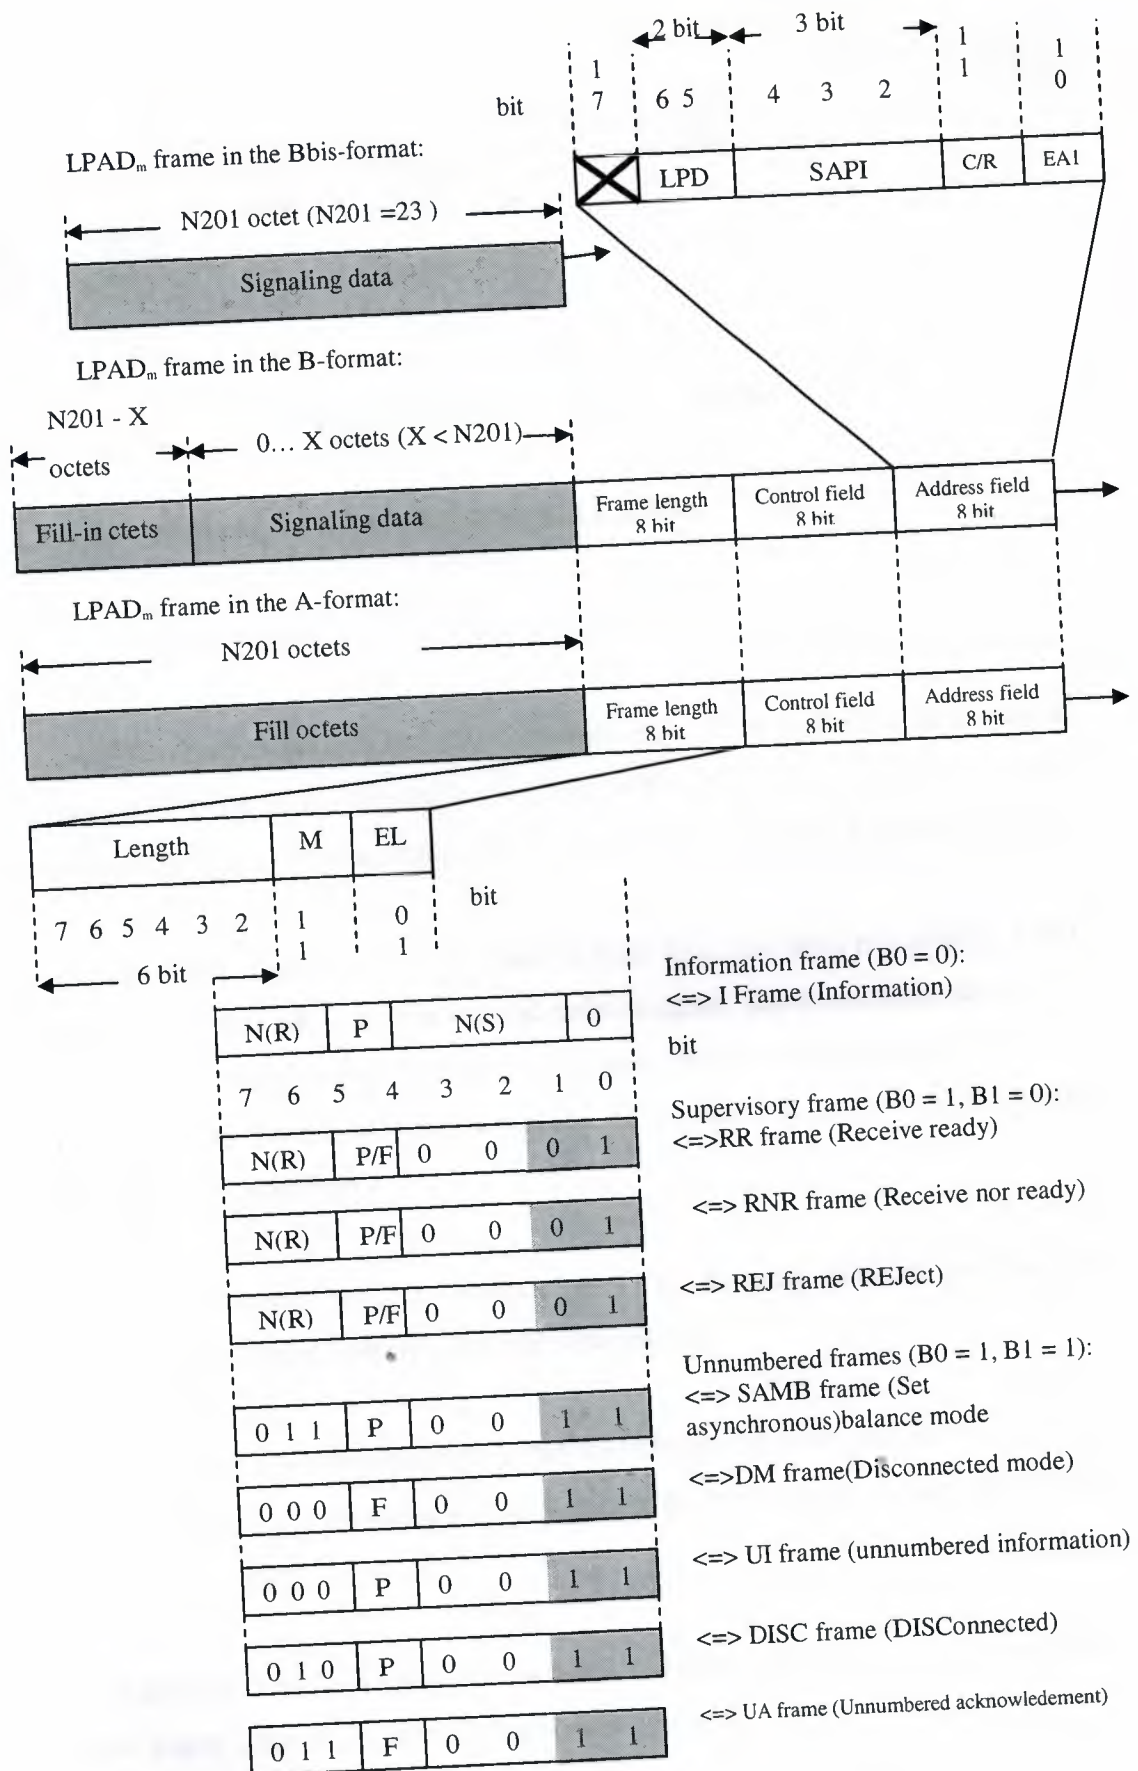 2 bit 3 bit 1 1
1 1 0
bit 7 6 5 4 3 2
LPADm frame in the Bbis-format:
LPD SAPI C/R EA1
N201 octet (N201 =23 )
Signaling data
LPADm frame in the B-format:
N201 - X
octets
0... X octets (X < N201)
Fill-in ctets Signaling data Frame length Control field Address field
8 bit 8 bit 8 bit
LPADm frame in the A-format:
N201 octets
Fill octets Frame length Control field Address field
8 bit 8 bit 8 bit
Length M EL
bit
7 6 5 4 3 2 1 0
1 1
6 bit
Information frame (B0 = 0):
<=> I Frame (Information)
N(R) P N(S) 0
bit
7 6 5 4 3 2 1 0
Supervisory frame (B0 = 1, B1 = 0):
<=>RR frame (Receive ready)
N(R) P/F 0 0 0 1
<=> RNR frame (Receive nor ready)
N(R) P/F 0 0 0 1
<=> REJ frame (REJect)
N(R) P/F 0 0 0 1
Unnumbered frames (B0 = 1, B1 = 1):
<=> SAMB frame (Set
asynchronous)balance mode
0 1 1 P 0 0 1 1
<=>DM frame(Disconnected mode)
0 0 0 F 0 0 1 1
<=> UI frame (unnumbered information)
0 0 0 P 0 0 1 1
<=> DISC frame (DISConnected)
0 1 0 P 0 0 1 1
<=> UA frame (Unnumbered acknowledement)
0 1 1 F 0 0 1 1